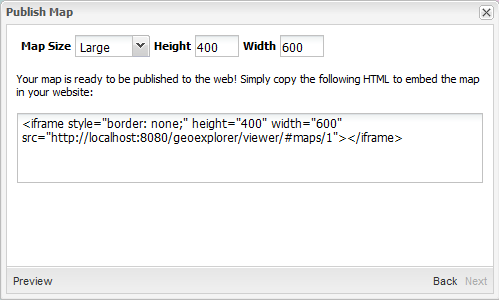 Publish Map
Map Size Large Height 400 Width 600
Your map is ready to be published to the web! Simply copy the following HTML to embed the map
in your website:
<iframe style="border: none;" height="400" width="600"
src="http://localhost:8080/geoexplorer/viewer/#maps/1"></iframe>
Preview Back Next